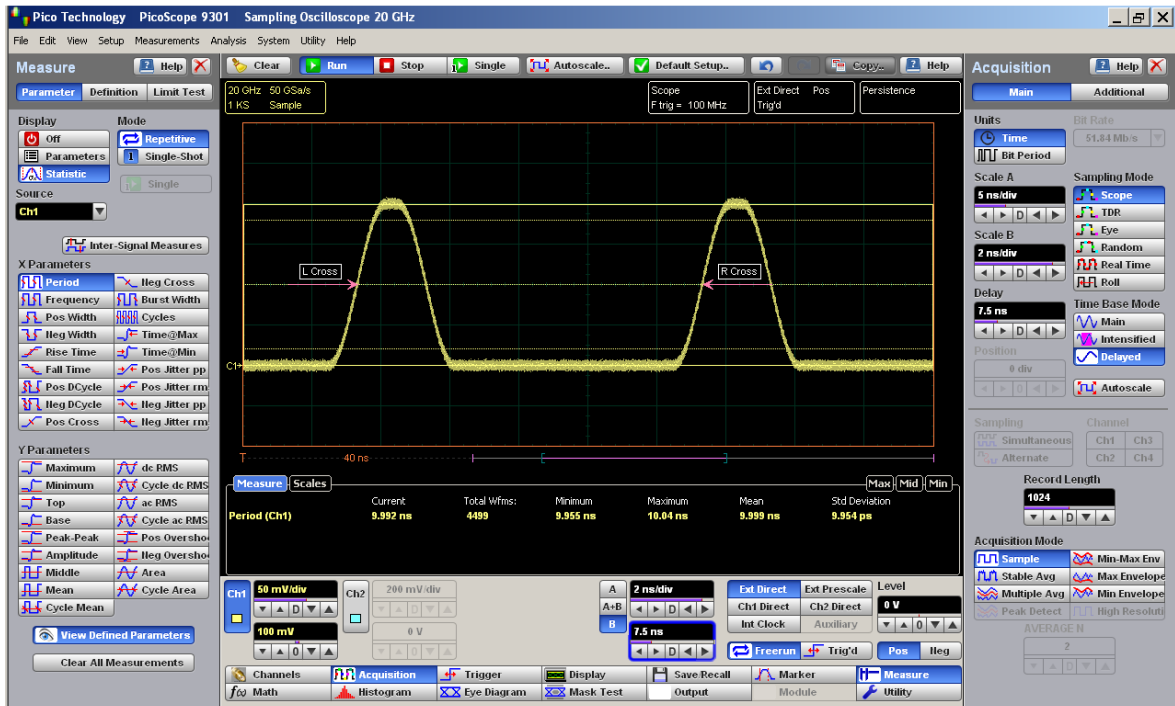 Pico Technology PicoScope 9301 Sampling Oscilloscope 20 GHz
File Edit View Setup Measurements Analysis System Utility Help
Measure Help
Parameter Definition Limit Test
Display Mode
Off Repetitive
Parameters Single-Shot
Statistic
Single
Source
Ch1
Inter-Signal Measures
X Parameters
Period Neg Cross
Frequency Burst Width
Pos Width Cycles
Neg Width Time@Max
Rise Time Time@Min
Fall Time Pos Jitter pp
Pos DCycle Pos Jitter rm
Neg DCycle Neg Jitter pp
Pos Cross Neg Jitter rm
Y Parameters
Maximum dc RMS
Minimum Cycle dc RMS
Top ac RMS
Base Cycle ac RMS
Peak-Peak Pos Oversho
Amplitude Neg Oversho
Middle Area
Mean Cycle Area
Cycle Mean
View Defined Parameters
Clear All Measurements
Clear Run Stop Single Autoscale.. Default Setup.. Copy.. Help
20 GHz 50 GSa/s
1 KS Sample
Scope
F trig = 100 MHz
Ext Direct Pos
Trig'd
Persistence
L Cross R Cross
C1
T 40 ns
Measure Scales Max Mid Min
Current Total Wfms: Minimum Maximum Mean Std Deviation
Period (Ch1) 9.992 ns 4499 9.955 ns 10.04 ns 9.999 ns 9.954 ps
Ch1 50 mV/div Ch2 200 mV/div A 2 ns/div Ext Direct Ext Prescale Level
D D A+B D Ch1 Direct Ch2 Direct 0 V
100 mV 0 V B 7.5 ns Int Clock Auxiliary 0
0 0 D Freerun Trig'd Pos Neg
Channels Acquisition Trigger Display Save/Recall Marker Measure
f(x) Math Histogram Eye Diagram Mask Test Output Module Utility
Acquisition Help
Main Additional
Units Bit Rate
Time 51.84 Mb/s
Bit Period
Scale A Sampling Mode
5 ns/div Scope
D TDR
Scale B Eye
2 ns/div Random
D Real Time
Roll
Delay
7.5 ns Time Base Mode
D Main
Position Intensified
0 div Delayed
D Autoscale
Sampling Channel
Simultaneous Ch1 Ch3
Alternate Ch2 Ch4
Record Length
1024
D
Acquisition Mode
Sample Min-Max Env
Stable Avg Max Envelope
Multiple Avg Min Envelope
Peak Detect High Resoluti
AVERAGE N
2
D